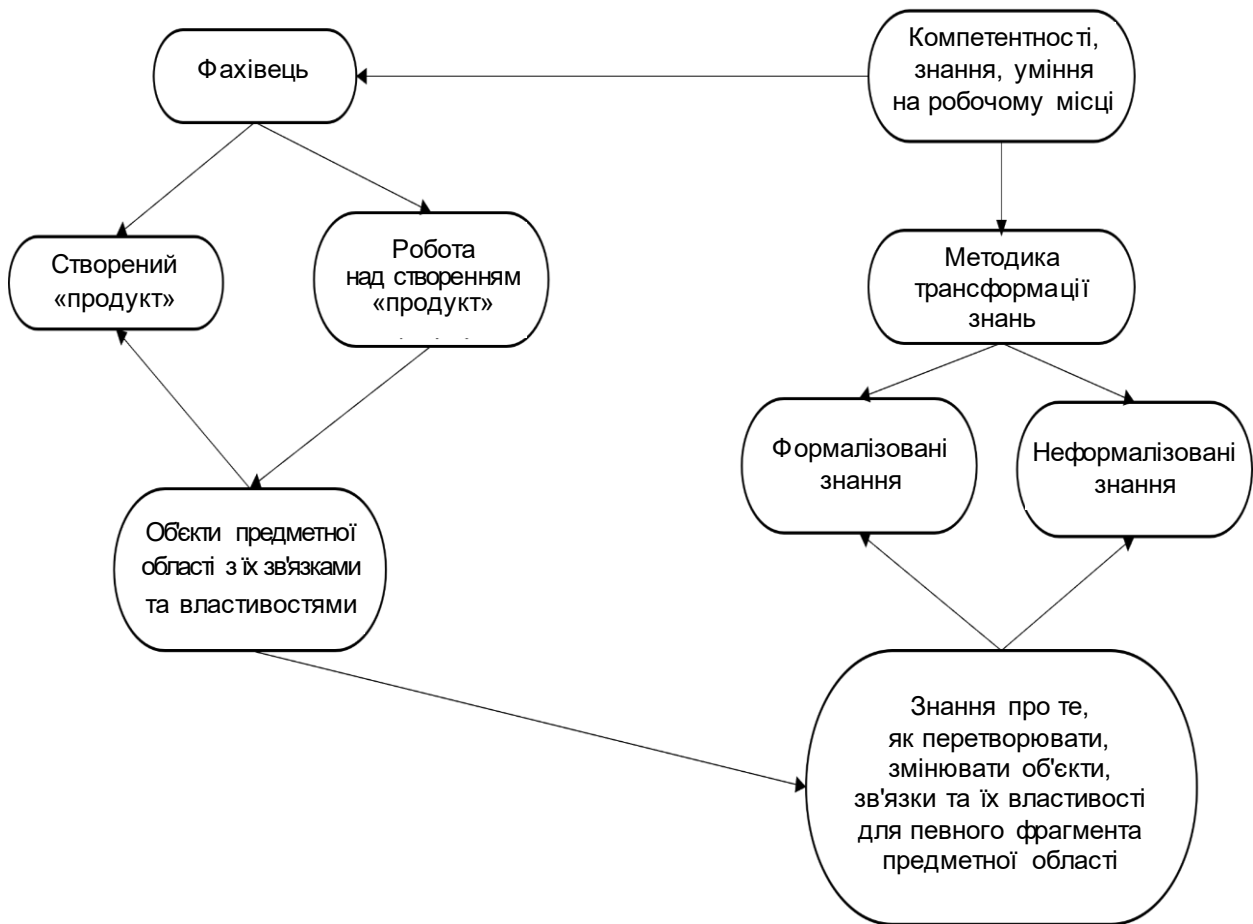 Фахівець
Компетентності,
знання, уміння
на робочому місці
Створений
«продукт»
Робота
над створенням
«продукт»
Методика
трансформації
знань
Формалізовані
знання
Неформалізовані
знання
Об'єкти предметної
області з їх зв'язками
та властивостями
Знання про те,
як перетворювати,
змінювати об'єкти,
зв'язки та їх властивості
для певного фрагмента
предметної області